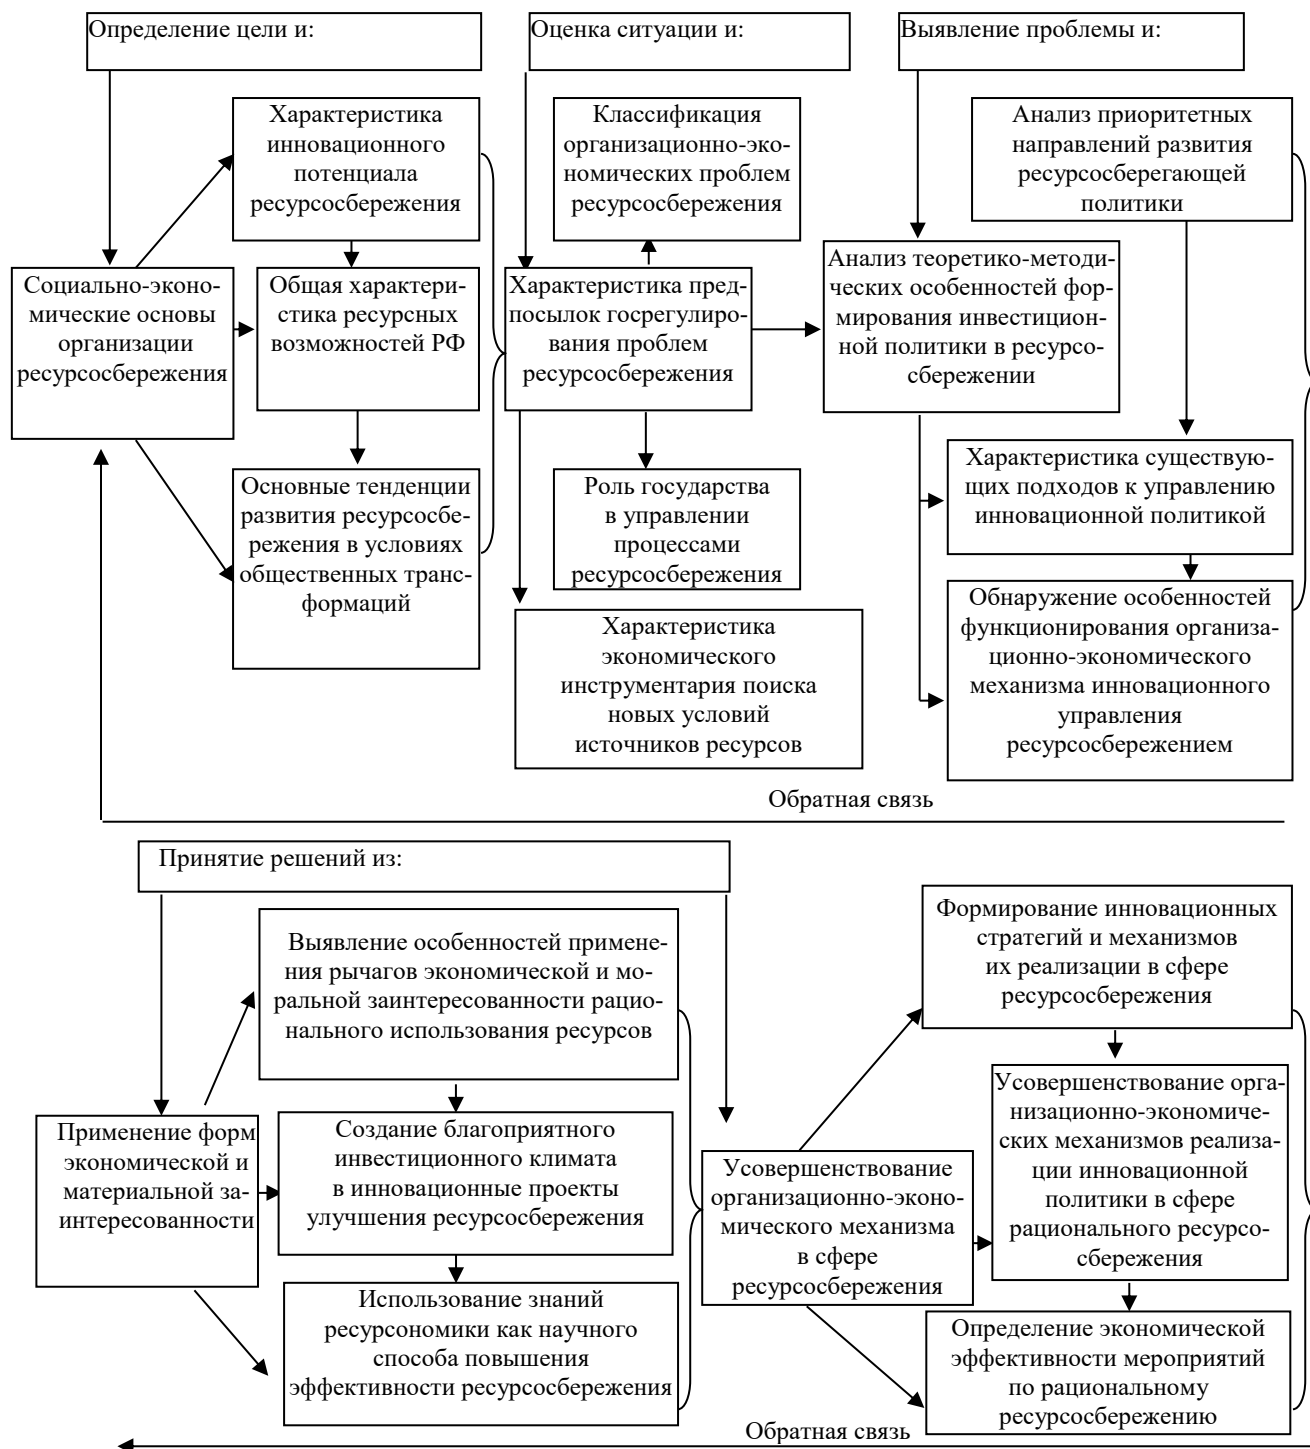 Определение цели и:
Оценка ситуации и:
Выявление проблемы и:
Характеристика
инновационного
потенциала
ресурсосбережения
Классификация
организационно-эко-
номических проблем
ресурсосбережения
Анализ приоритетных
направлений развития
ресурсосберегающей
политики
Социально-эконо-
мические основы
организации
ресурсосбережения
Общая характери-
стика ресурсных
возможностей РФ
Характеристика пред-
посылок госрегулиро-
вания проблем
ресурсосбережения
Анализ теоретико-методи-
ческих особенностей фор-
мирования инвестицион-
ной политики в ресурсо-
сбережении
Основные тенденции
развития ресурсосбе-
режения в условиях
общественных транс-
формаций
Роль государства
в управлении
процессами
ресурсосбережения
Характеристика существую-
щих подходов к управлению
инновационной политикой
Характеристика
экономического
инструментария поиска
новых условий
источников ресурсов
Обнаружение особенностей
функционирования организа-
ционно-экономического
механизма инновационного
управления
ресурсосбережением
Обратная связь
Принятие решений из:
Выявление особенностей примене-
ния рычагов экономической и мо-
ральной заинтересованности рацио-
нального использования ресурсов
Формирование инновационных
стратегий и механизмов
их реализации в сфере
ресурсосбережения
Применение форм
экономической и
материальной за-
интересованности
Создание благоприятного
инвестиционного климата
в инновационные проекты
улучшения ресурсосбережения
Усовершенствование
организационно-эконо-
мического механизма
в сфере
ресурсосбережения
Усовершенствование орга-
низационно-экономиче-
ских механизмов реализа-
ции инновационной
политики в сфере
рационального ресурсо-
сбережения
Использование знаний
ресурсономики как научного
способа повышения
эффективности ресурсосбережения
Определение экономической
эффективности мероприятий
по рациональному
ресурсосбережению
Обратная связь